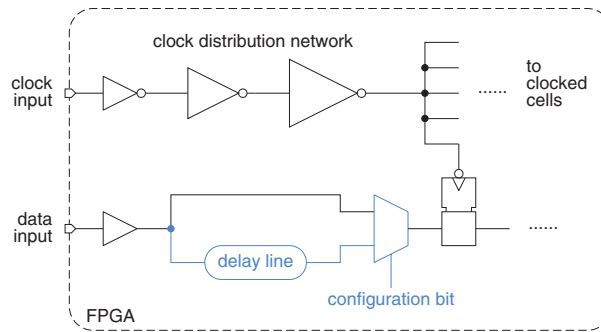 clock distribution network
clock
input
to
clocked
cells
......
data
input
......
delay line
configuration bit
FPGA